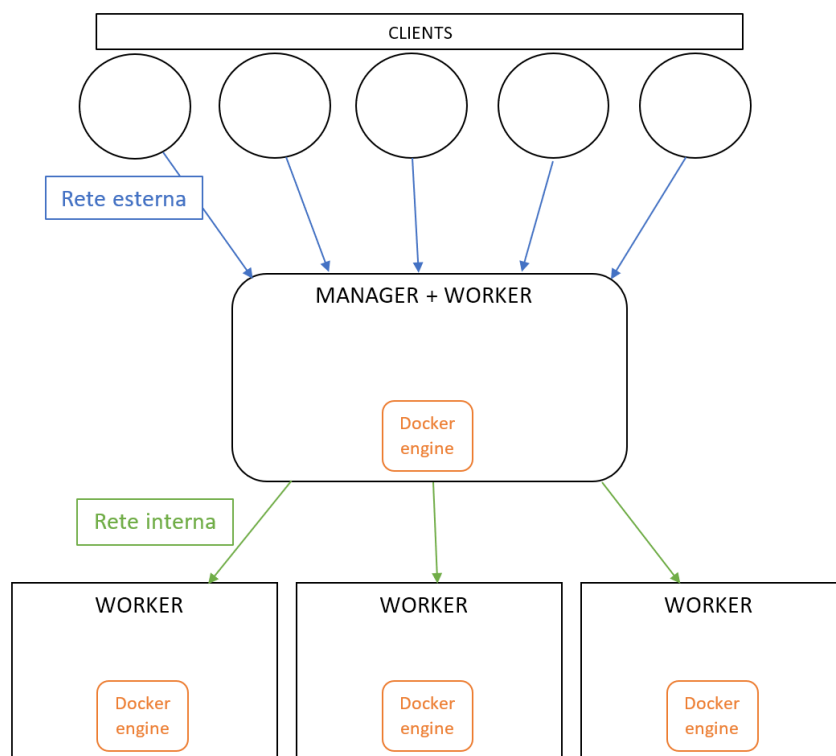 CLIENTS
Rete esterna
MANAGER + WORKER
Docker
engine
Rete interna
WORKER
WORKER
WORKER
Docker
engine
Docker
engine
Docker
engine